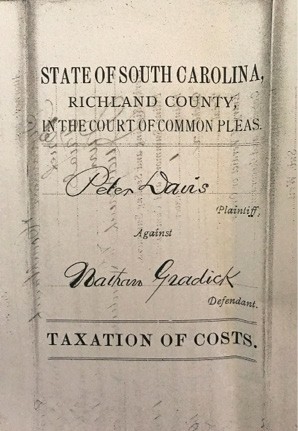 STATE OF SOUTH CAROLINA,
RICHLAND COUNTY,
IN THE COURT OF COMMON PLEAS.
Peter Davis
Plaintiff,
Against
Nathan Gradick
Defendant.
TAXATION OF COSTS.